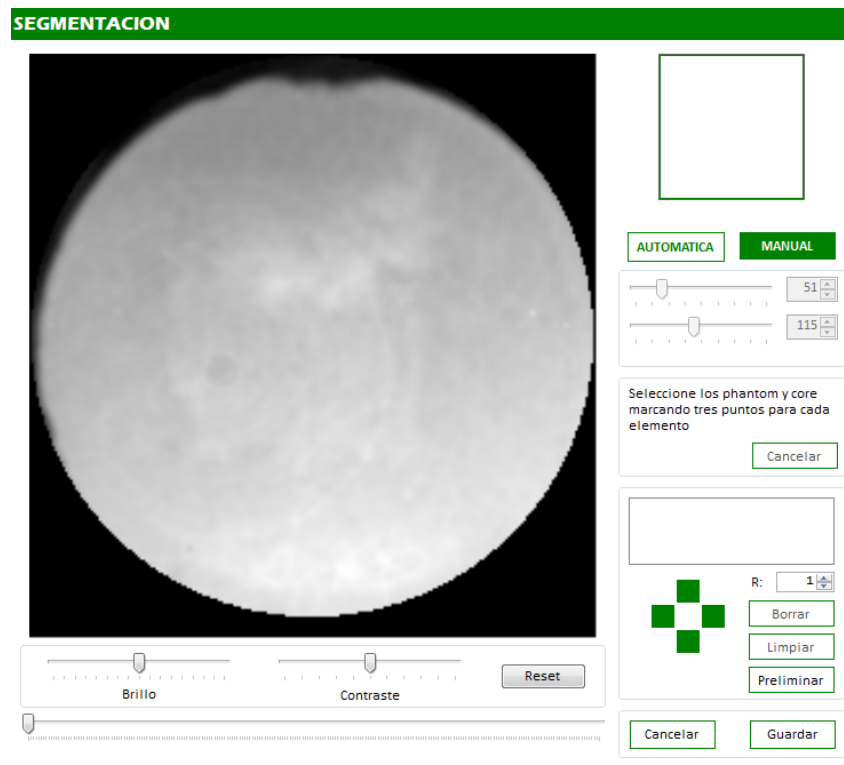 SEGMENTACION
AUTOMATICA
MANUAL
51
115
Seleccione los phantom y core
marcando tres puntos para cada
elemento
Cancelar
R: 1
Borrar
Limpiar
Preliminar
Brillo
Contraste
Reset
Cancelar
Guardar